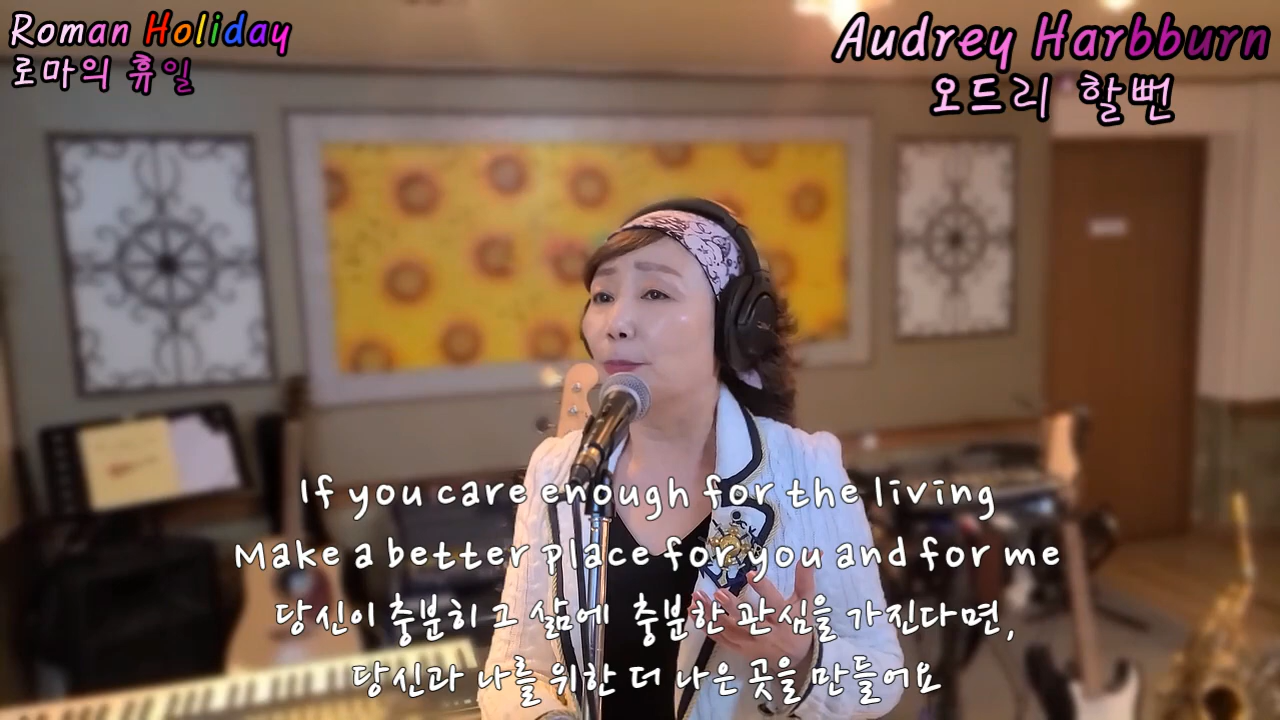 Roman Holiday
로마의 휴일
Audrey Harbburn
오드리 할뻔
If you care enough for the living
Make a better place for you and for me
당신이 충분히 그 삶에 충분한 관심을 가진다면,
당신과 나를 위한 더 나은 곳을 만들어요